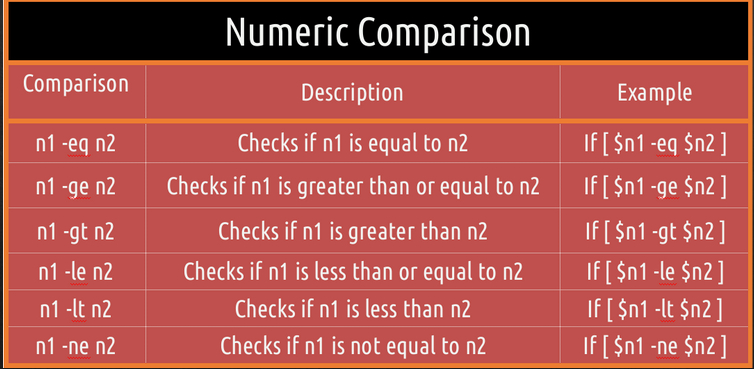 Numeric Comparison
Comparison Description Example
n1 -eq n2 Checks if n1 is equal to n2 If [ $n1 -eq $n2 ]
n1 -ge n2 Checks if n1 is greater than or equal to n2 If [ $n1 -ge $n2 ]
n1 -gt n2 Checks if n1 is greater than n2 If [ $n1 -gt $n2 ]
n1 -le n2 Checks if n1 is less than or equal to n2 If [ $n1 -le $n2 ]
n1 -lt n2 Checks if n1 is less than n2 If [ $n1 -lt $n2 ]
n1 -ne n2 Checks if n1 is not equal to n2 If [ $n1 -ne $n2 ]